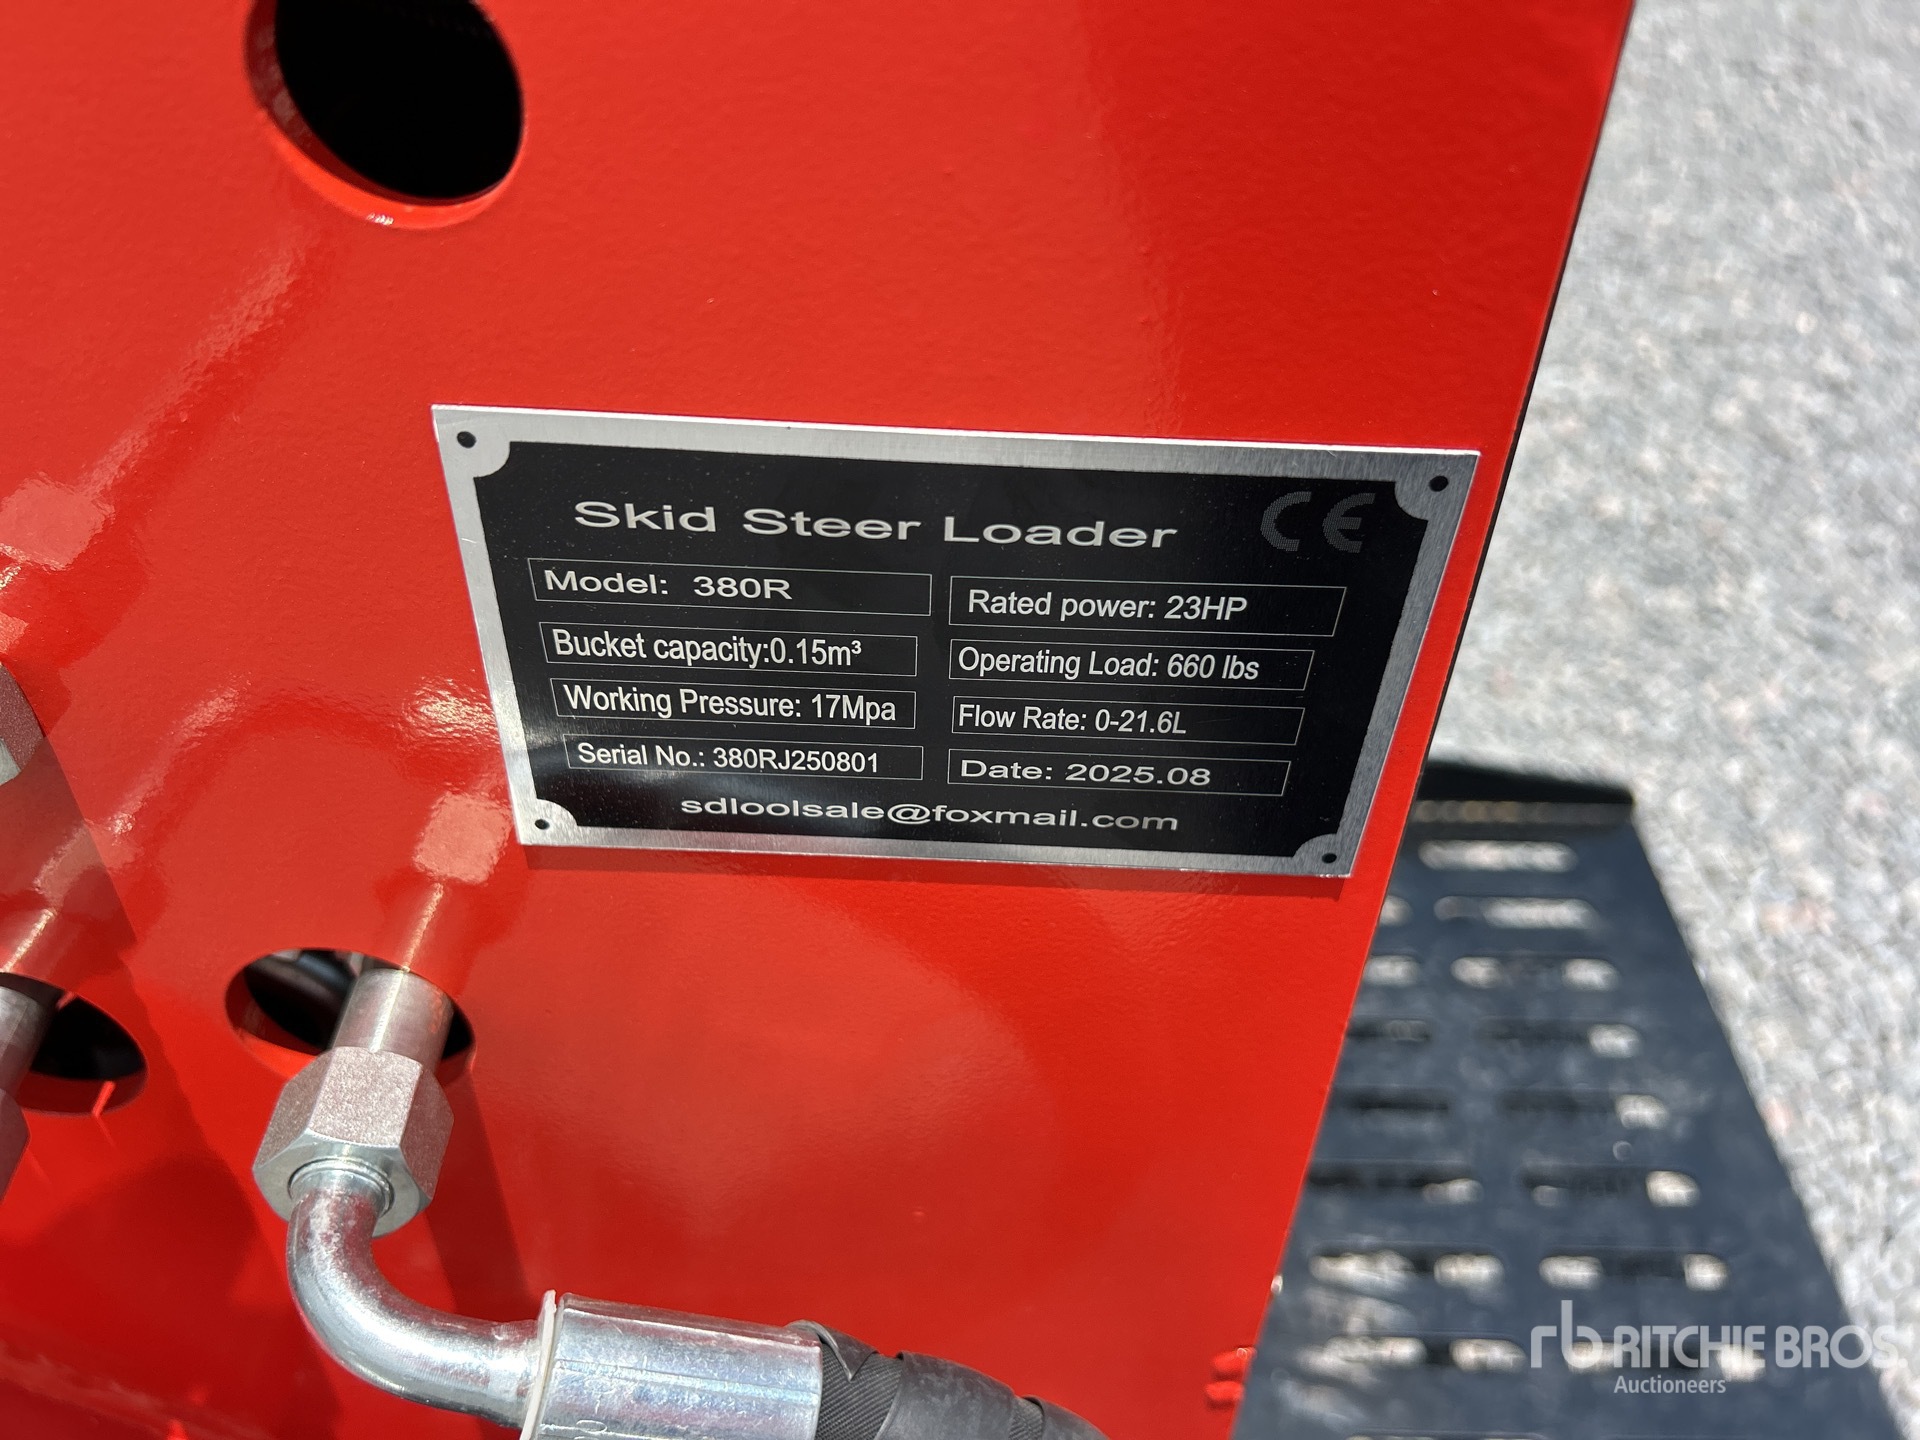 Skid Steer Loader CE
Model: 380R
Rated power: 23HP
Bucket capacity:0.15m³
Operating Load: 660 lbs
Working Pressure: 17Mpa
Flow Rate: 0-21.6L
Serial No.: 380RJ250801
Date: 2025.08
sdloolsale@foxmail.com
rb RITCHIE BROS.
Auctioneers